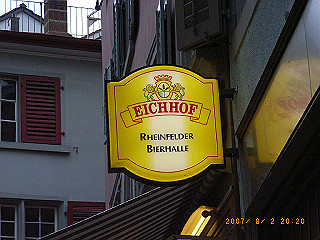 EICHHOF
RHEINFELDER
BIERHALLE
2007/ 8/ 2 20:20